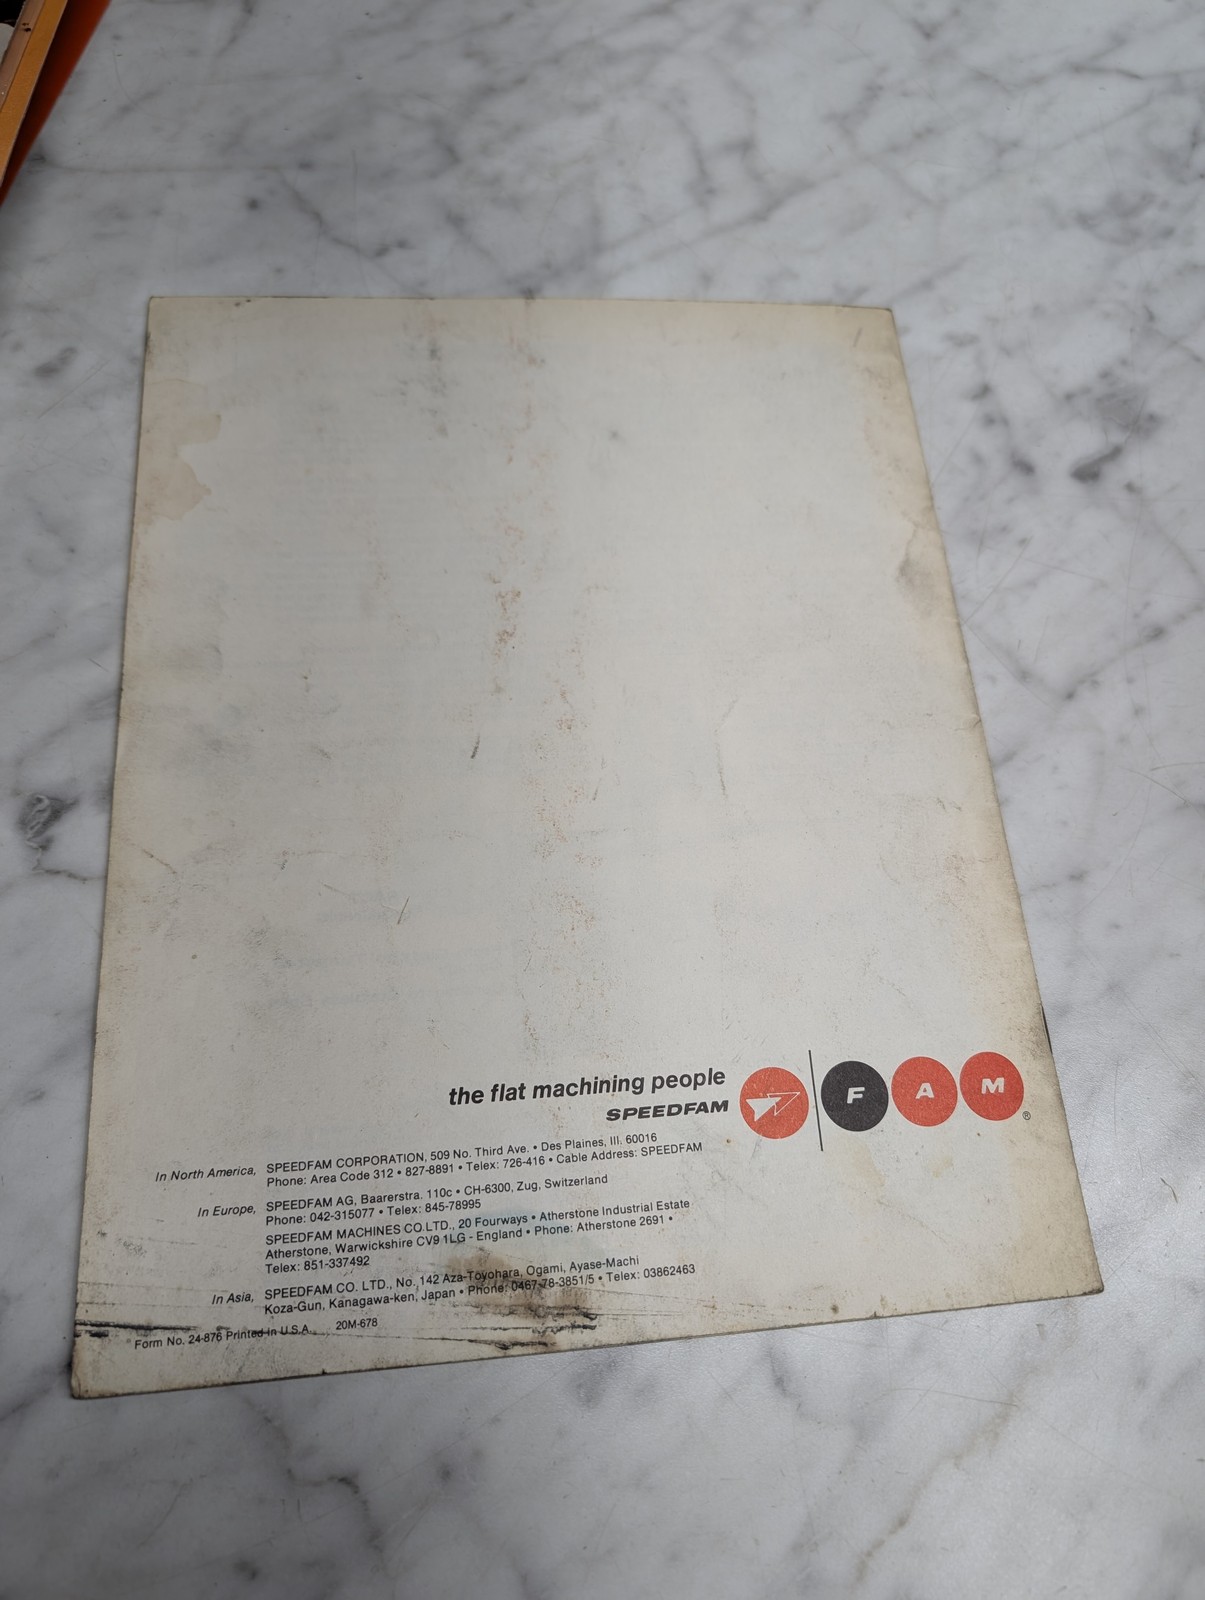 the flat machining people
SPEEDFAM
F A M ®
In North America, SPEEDFAM CORPORATION, 509 No. Third Ave. • Des Plaines, Ill. 60016
Phone: Area Code 312 • 827-8891 • Telex: 726-416 • Cable Address: SPEEDFAM
In Europe, SPEEDFAM AG, Baarerstra. 110c • CH-6300, Zug, Switzerland
Phone: 042-315077 • Telex: 845-78995
SPEEDFAM MACHINES CO.LTD., 20 Fourways • Atherstone Industrial Estate
Atherstone, Warwickshire CV9 1LG - England • Phone: Atherstone 2691 •
Telex: 851-337492
In Asia, SPEEDFAM CO. LTD., No. 142 Aza-Toyohara, Ogami, Ayase-Machi
Koza-Gun, Kanagawa-ken, Japan • Phone: 0467-78-3851/5 • Telex: 03862463
Form No. 24-876 Printed in U.S.A. 20M-678